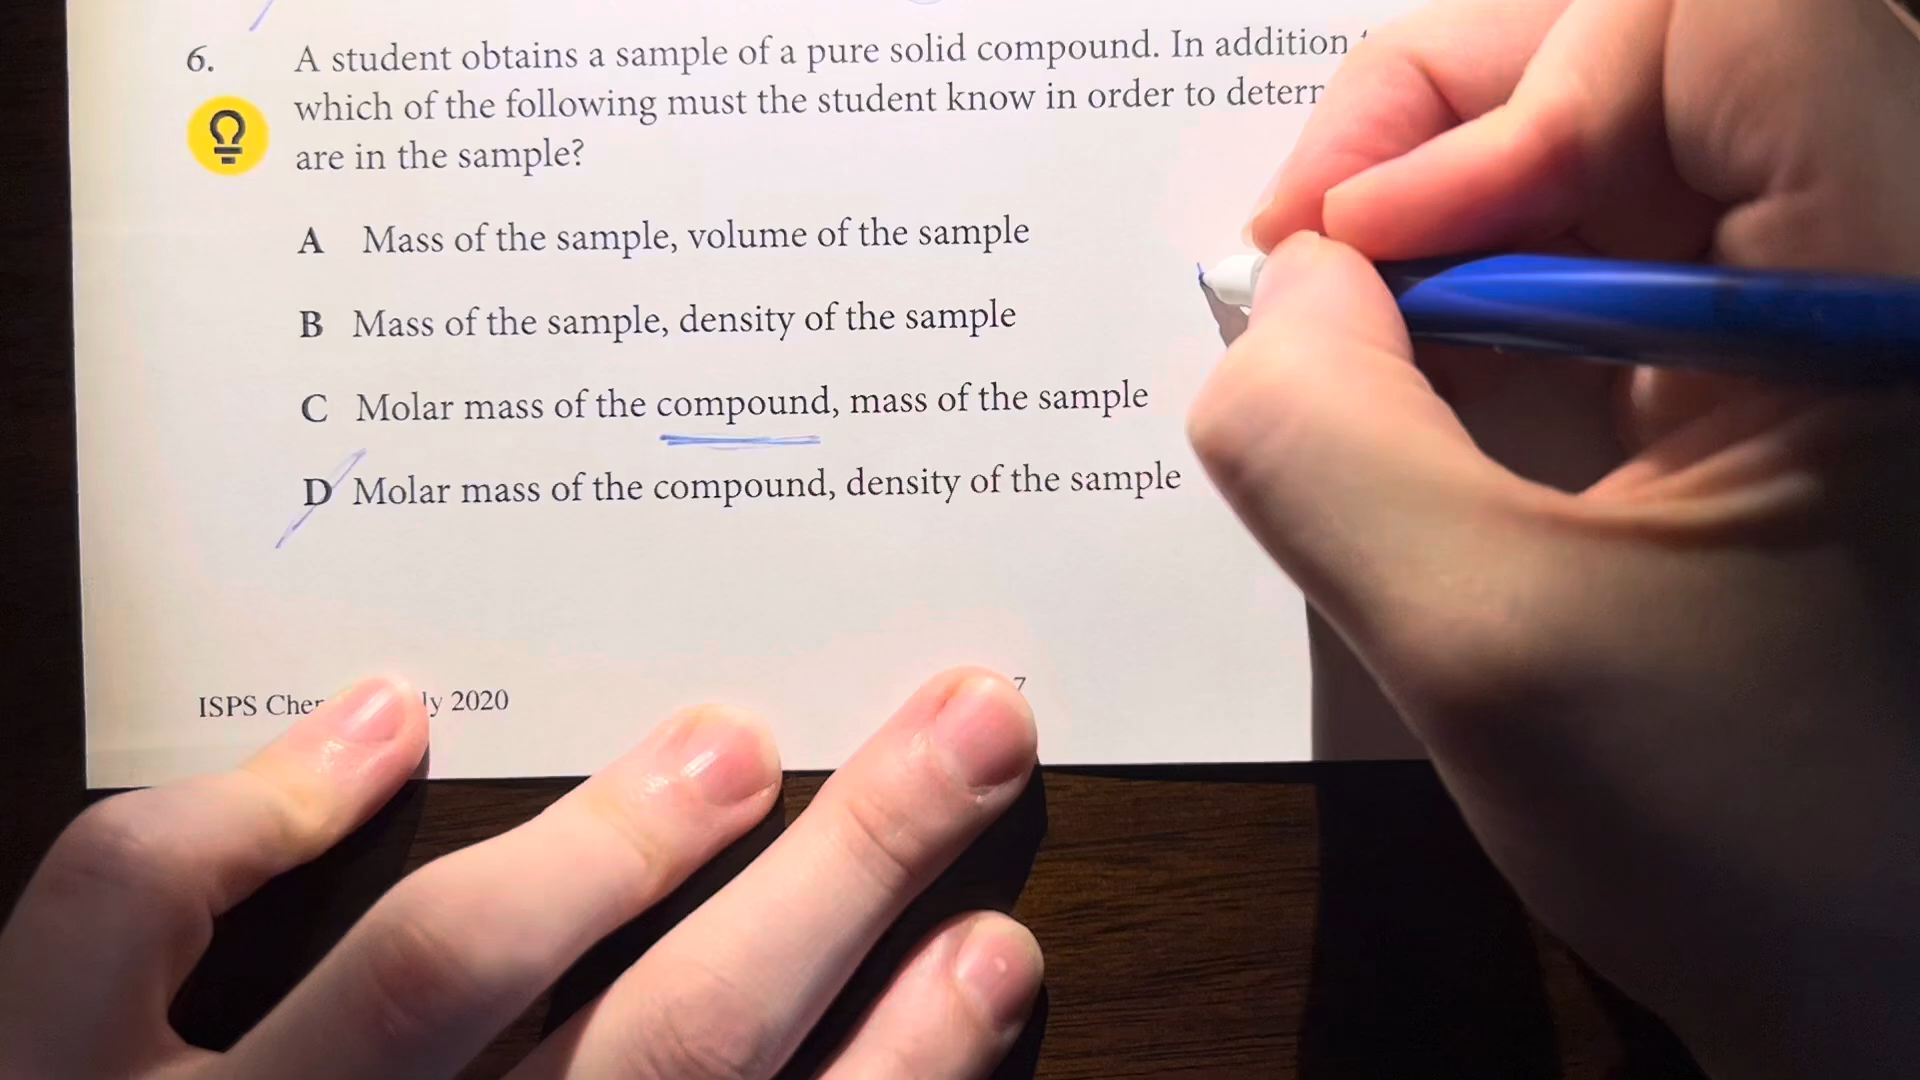 6. A student obtains a sample of a pure solid compound. In addition
which of the following must the student know in order to
are in the sample?
A Mass of the sample, volume of the sample
B Mass of the sample, density of the sample
C Molar mass of the compound, mass of the sample
D Molar mass of the compound, density of the sample
ISPS 2020
7